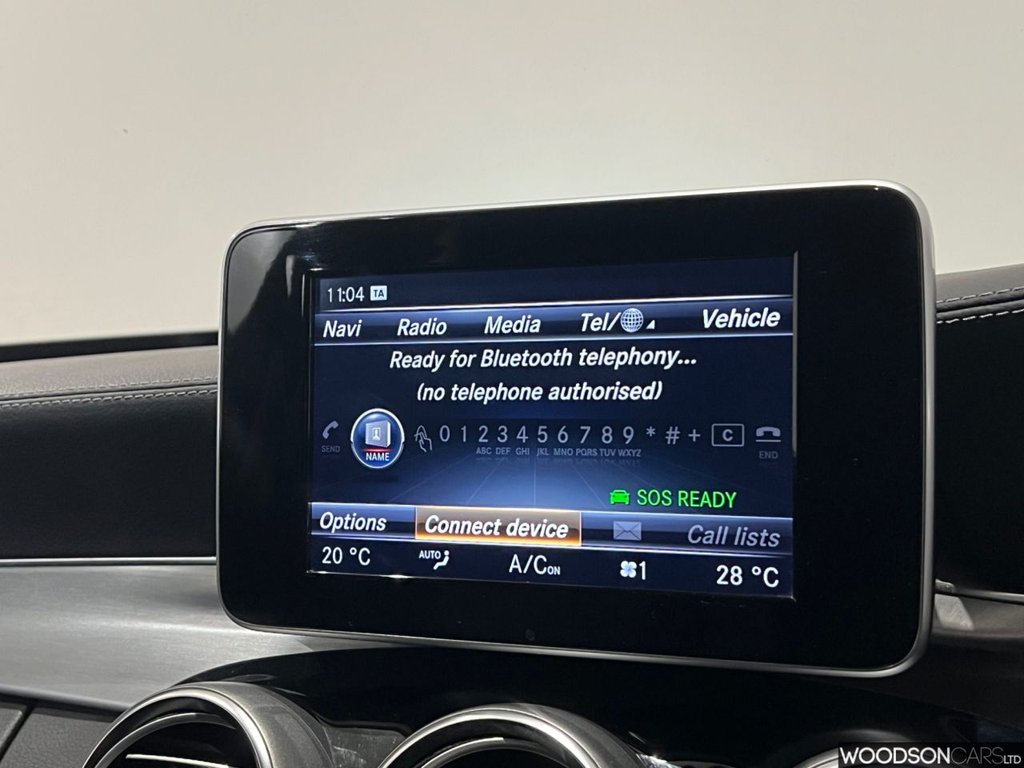 11:04 TA
Navi Radio Media Tel/ Vehicle
Ready for Bluetooth telephony...
(no telephone authorised)
SEND NAME 0 1 2 3 4 5 6 7 8 9 * # + C END
ABC DEF GHI JKL MNO PQRS TUV WXYZ
SOS READY
Options Connect device Call lists
20 °C AUTO A/C ON 1 28 °C
WOODSONCARS LTD